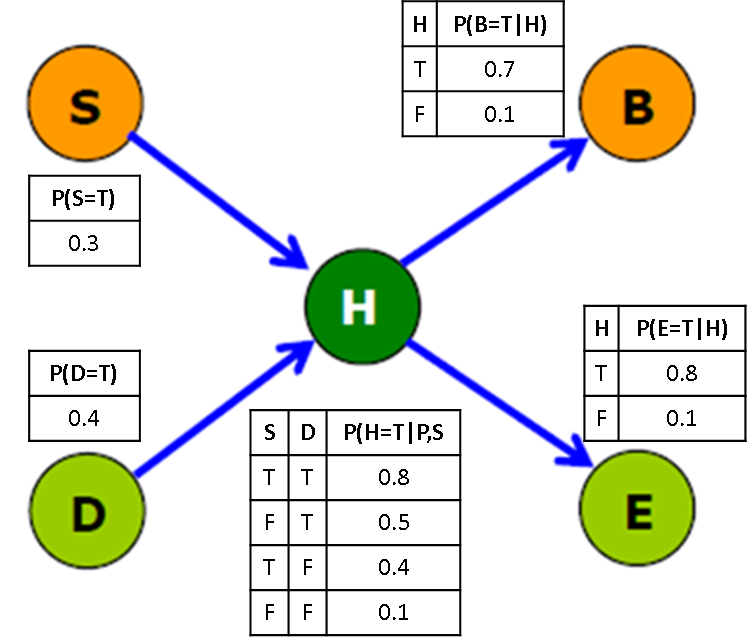 H P(B=T|H)
T 0.7
F 0.1
S
B
P(S=T)
0.3
H
H P(E=T|H)
T 0.8
F 0.1
P(D=T)
0.4
S D P(H=T|P,S
T T 0.8
F T 0.5
T F 0.4
F F 0.1
D
E